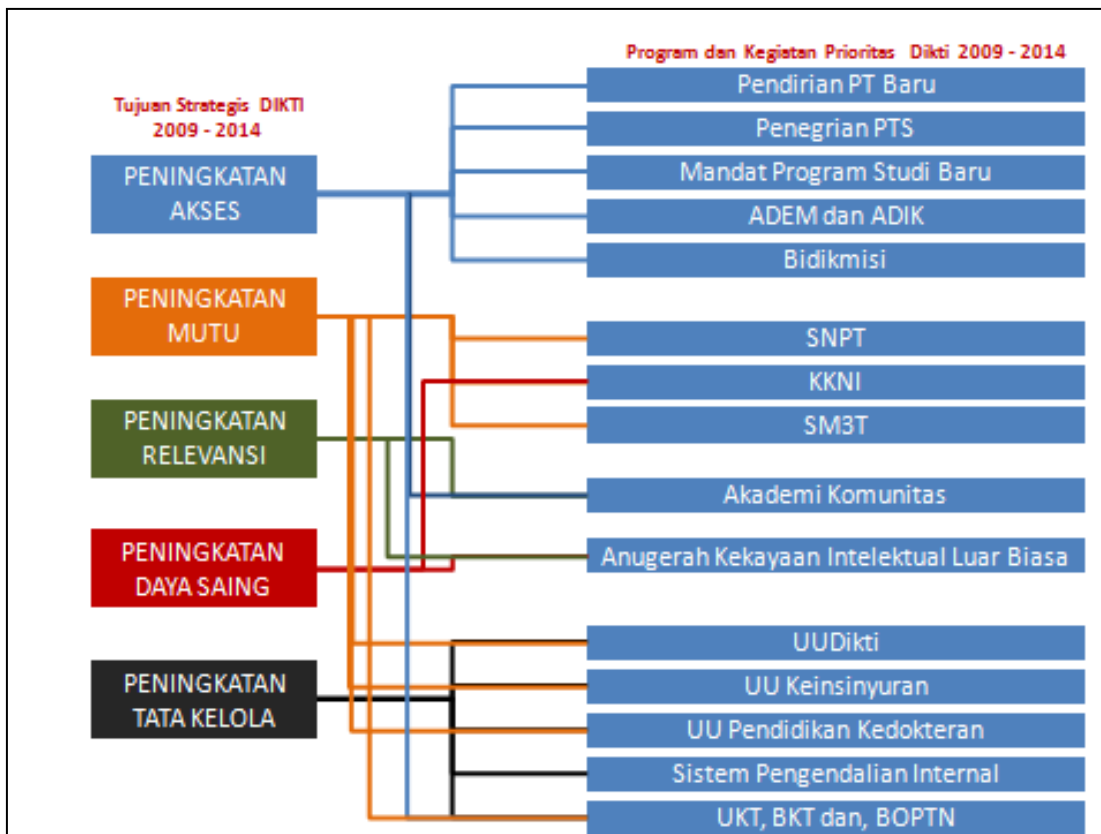 Program dan Kegiatan Prioritas Dikti 2009 - 2014
Tujuan Strategis DIKTI
2009 - 2014
PENINGKATAN
AKSES
PENINGKATAN
MUTU
PENINGKATAN
RELEVANSI
PENINGKATAN
DAYA SAING
PENINGKATAN
TATA KELOLA
Pendirian PT Baru
Penegrian PTS
Mandat Program Studi Baru
ADEM dan ADIK
Bidikmisi
SNPT
KKNI
SM3T
Akademi Komunitas
Anugerah Kekayaan Intelektual Luar Biasa
UUDikti
UU Keinsinyuran
UU Pendidikan Kedokteran
Sistem Pengendalian Internal
UKT, BKT dan, BOPTN